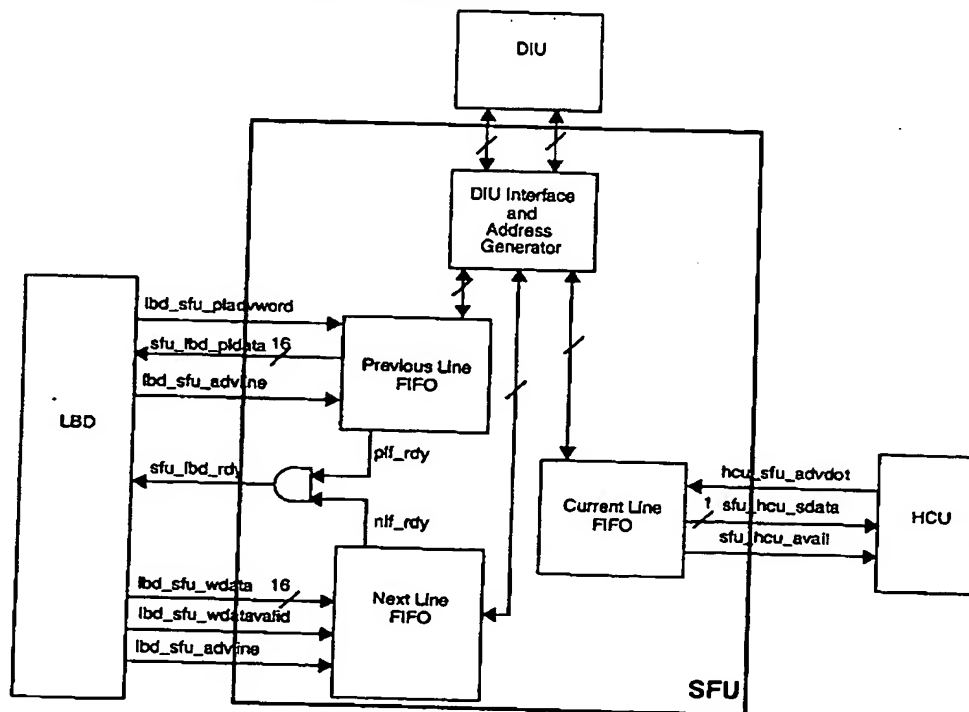 DIU
DIU Interface
and
Address
Generator
lbd_sfu_pladvword
sfu_lbd_pldata 16
lbd_sfu_advline
Previous Line
FIFO
LBD
plf_rdy
sfu_lbd_rdy
nlf_rdy
hcu_sfu_advdot
1 sfu_hcu_sdata
sfu_hcu_avail
Current Line
FIFO
HCU
lbd_sfu_wdata 16
lbd_sfu_wdatavalid
lbd_sfu_advline
Next Line
FIFO
SFU